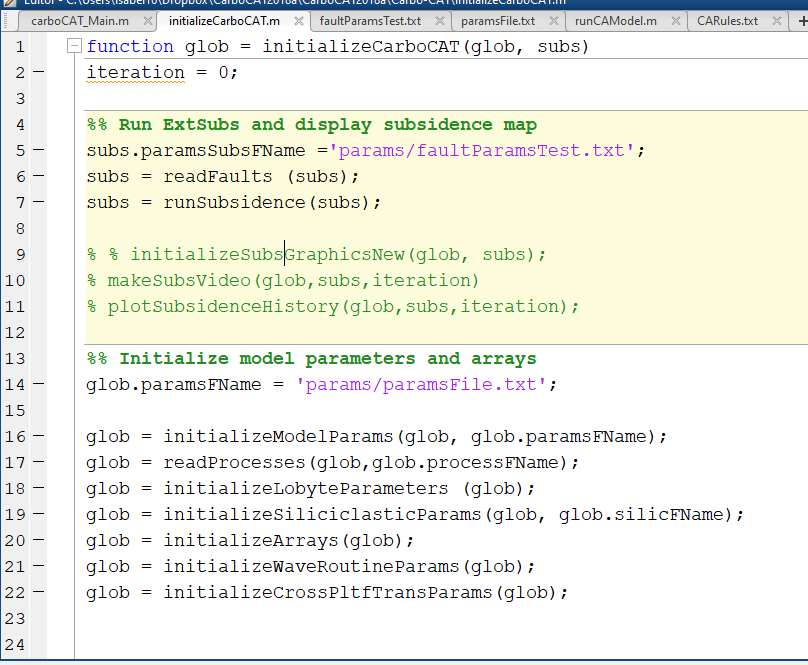 Editor - C:\Users\isabel10\Dropbox\CarboCAT2018a\CarboCAT2018a\Carbo-CAT\initializeCarboCAT.m
carboCAT_Main.m × initializeCarboCAT.m × faultParamsTest.txt × paramsFile.txt × runCAModel.m × CARules.txt × +
1 function glob = initializeCarboCAT(glob, subs)
2 iteration = 0;
3
4 %% Run ExtSubs and display subsidence map
5 subs.paramsSubsFName ='params/faultParamsTest.txt';
6 subs = readFaults (subs);
7 subs = runSubsidence(subs);
8
9 % % initializeSubsGraphicsNew(glob, subs);
10 % makeSubsVideo(glob,subs,iteration)
11 % plotSubsidenceHistory(glob,subs,iteration);
12
13 %% Initialize model parameters and arrays
14 glob.paramsFName = 'params/paramsFile.txt';
15
16 glob = initializeModelParams(glob, glob.paramsFName);
17 glob = readProcesses(glob,glob.processFName);
18 glob = initializeLobyteParameters (glob);
19 glob = initializeSiliciclasticParams(glob, glob.silicFName);
20 glob = initializeArrays(glob);
21 glob = initializeWaveRoutineParams(glob);
22 glob = initializeCrossPltfTransParams(glob);
23
24